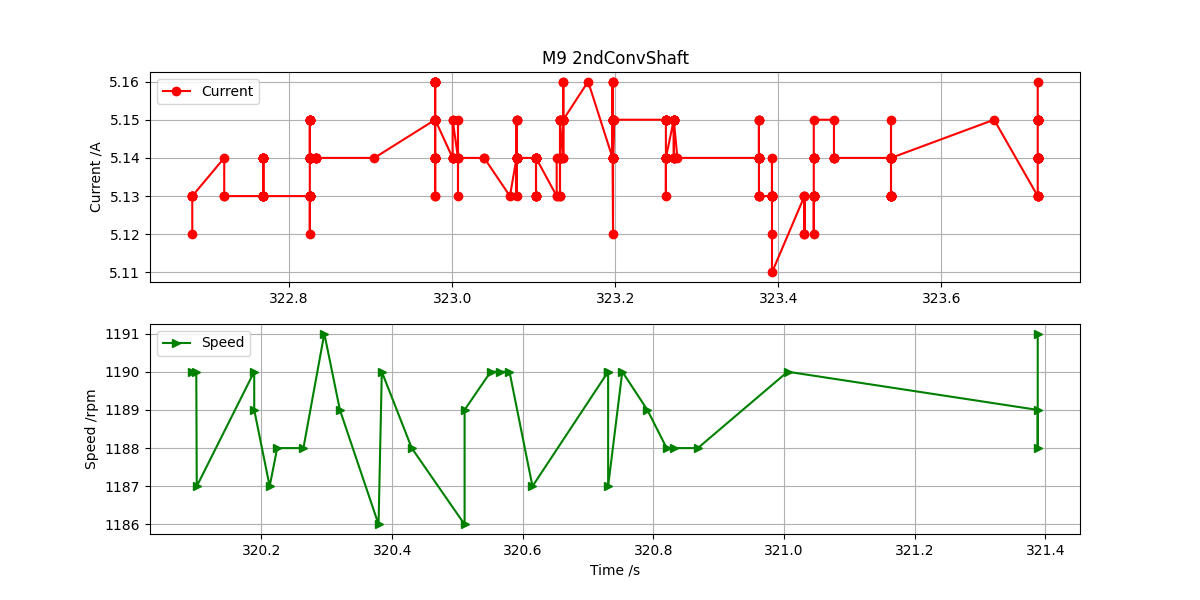 M9 2ndConvShaft
Current
Current /A
5.16
5.15
5.14
5.13
5.12
5.11
322.8 323.0 323.2 323.4 323.6
Speed
Speed /rpm
1191
1190
1189
1188
1187
1186
320.2 320.4 320.6 320.8 321.0 321.2 321.4
Time /s